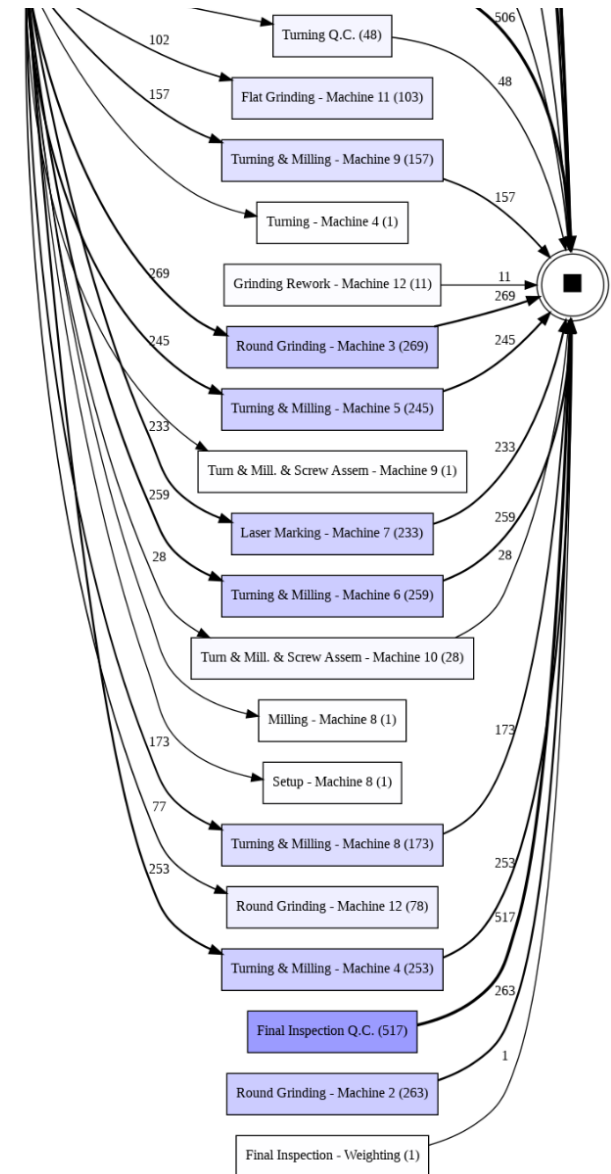 506
Turning Q.C. (48)
102
48
Flat Grinding - Machine 11 (103)
157
Turning & Milling - Machine 9 (157)
157
Turning - Machine 4 (1)
269
Grinding Rework - Machine 12 (11)
11
269
Round Grinding - Machine 3 (269)
245
245
Turning & Milling - Machine 5 (245)
233
233
Turn & Mill. & Screw Assem - Machine 9 (1)
259
259
Laser Marking - Machine 7 (233)
28
28
Turning & Milling - Machine 6 (259)
Turn & Mill. & Screw Assem - Machine 10 (28)
Milling - Machine 8 (1)
173
173
Setup - Machine 8 (1)
77
Turning & Milling - Machine 8 (173)
253
253
Round Grinding - Machine 12 (78)
517
Turning & Milling - Machine 4 (253)
263
Final Inspection Q.C. (517)
1
Round Grinding - Machine 2 (263)
Final Inspection - Weighting (1)